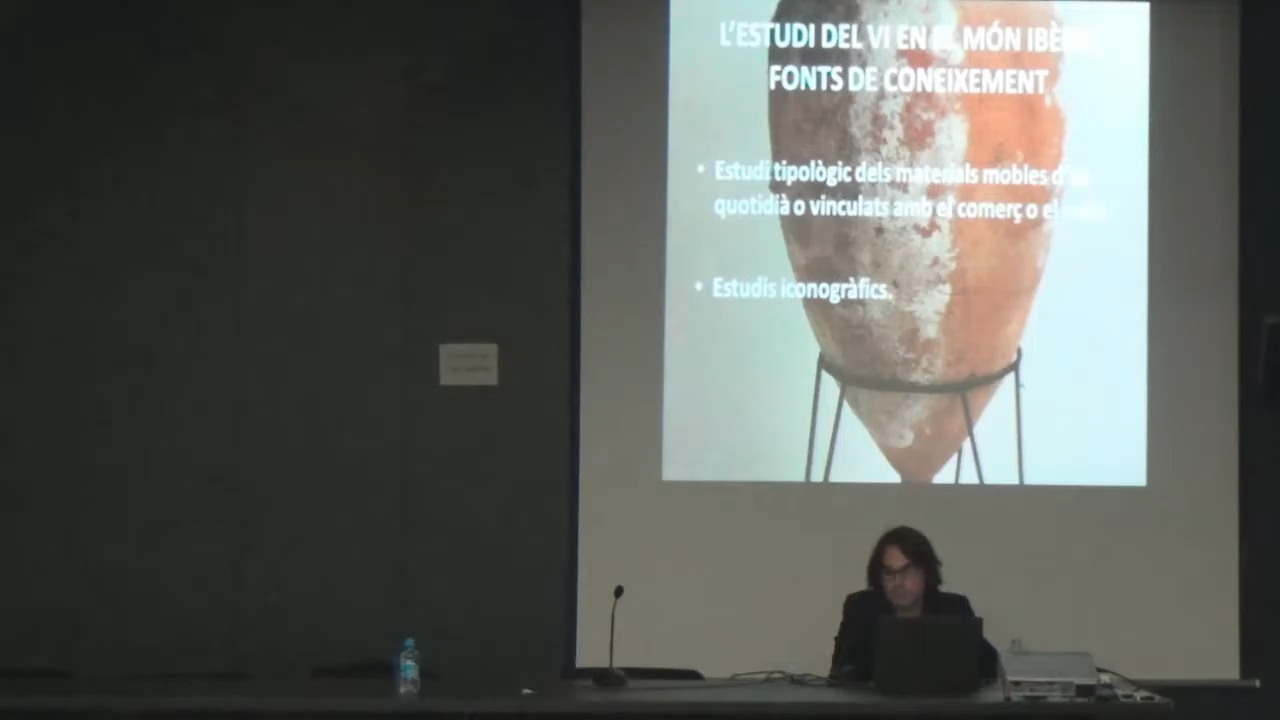 L'ESTUDI DEL VI EN EL MÓN
FONTS DE CONEIXEMENT
• Estudi tipològic dels materials mobles
quotidià o vinculats amb el comerç o el
• Estudis iconogràfics.